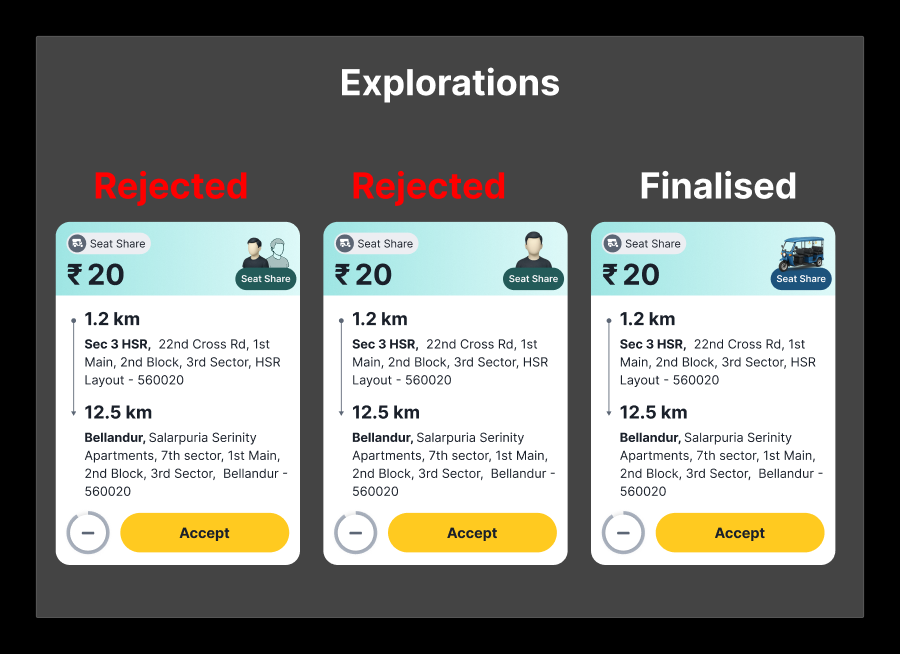 Explorations
Rejected
Seat Share
₹ 20
Seat Share
1.2 km
Sec 3 HSR, 22nd Cross Rd, 1st
Main, 2nd Block, 3rd Sector, HSR
Layout - 560020
12.5 km
Bellandur, Salarpuria Serinity
Apartments, 7th sector, 1st Main,
2nd Block, 3rd Sector, Bellandur -
560020
Accept
Rejected
Seat Share
₹ 20
Seat Share
1.2 km
Sec 3 HSR, 22nd Cross Rd, 1st
Main, 2nd Block, 3rd Sector, HSR
Layout - 560020
12.5 km
Bellandur, Salarpuria Serinity
Apartments, 7th sector, 1st Main,
2nd Block, 3rd Sector, Bellandur -
560020
Accept
Finalised
Seat Share
₹ 20
Seat Share
1.2 km
Sec 3 HSR, 22nd Cross Rd, 1st
Main, 2nd Block, 3rd Sector, HSR
Layout - 560020
12.5 km
Bellandur, Salarpuria Serinity
Apartments, 7th sector, 1st Main,
2nd Block, 3rd Sector, Bellandur -
560020
Accept